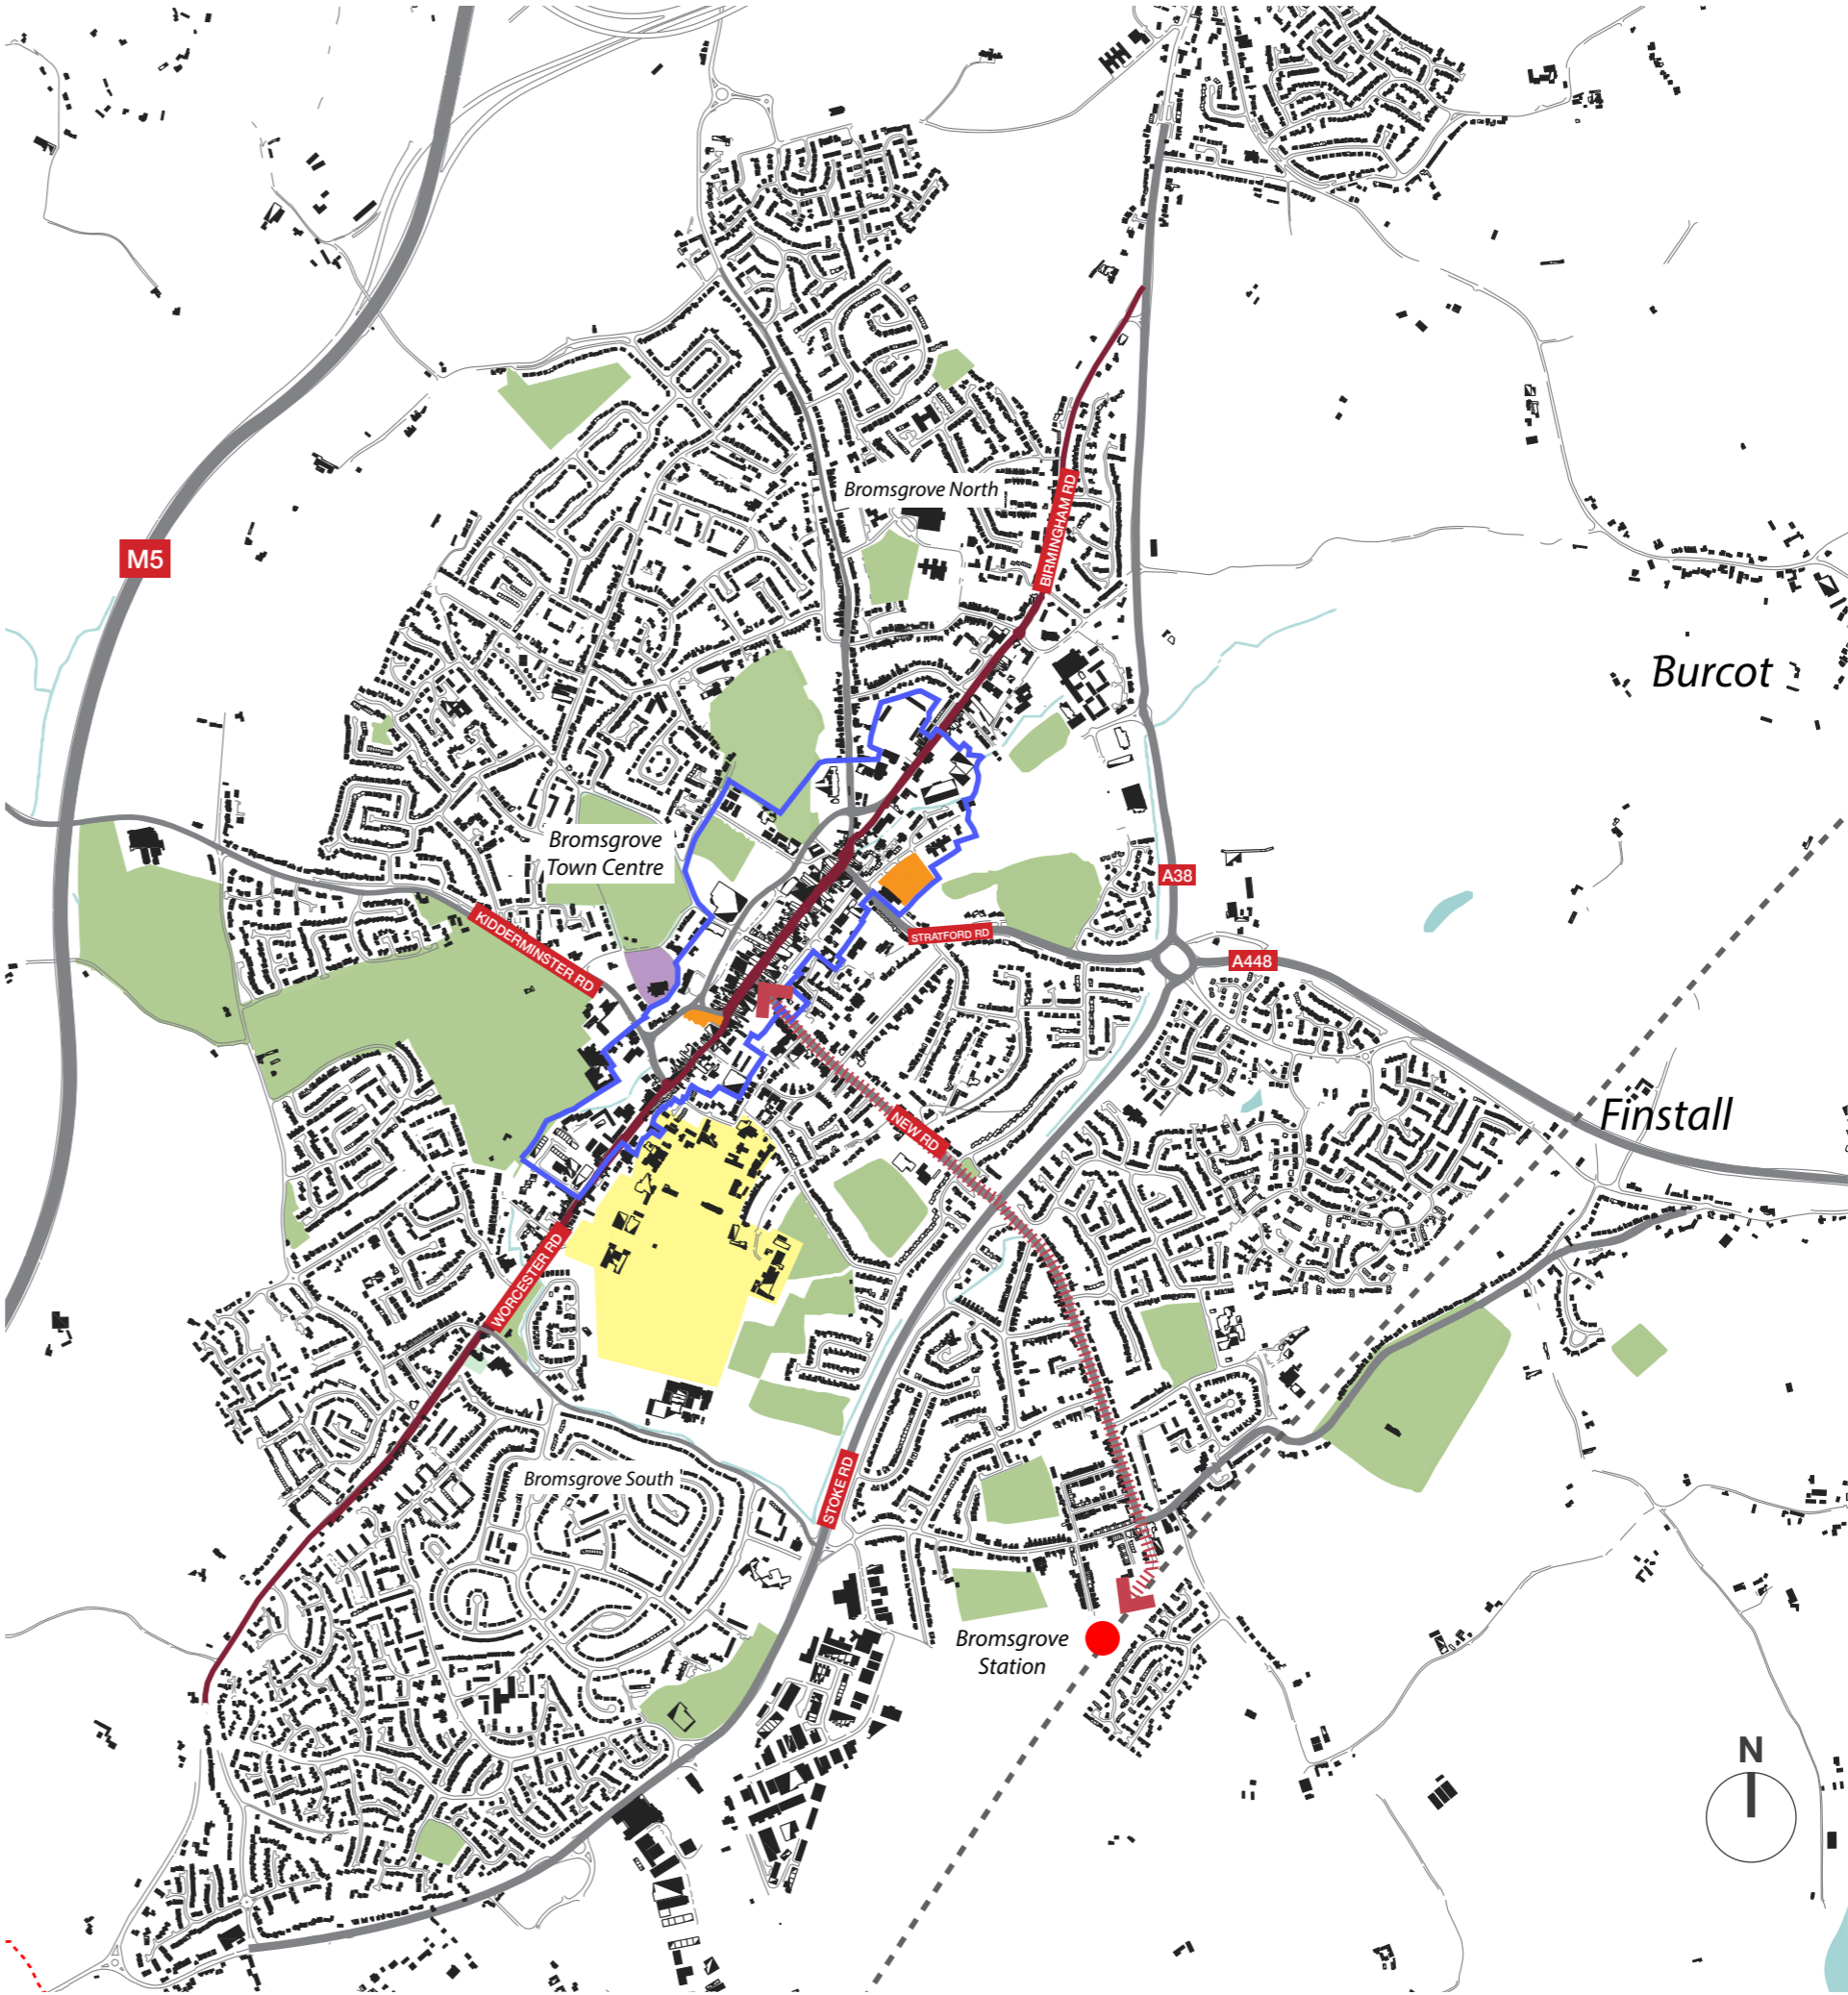 Bromsgrove North
BIRMINGHAM RD
M5
Burcot
Bromsgrove
Town Centre
A38
KIDDERMINSTER RD
STRATFORD RD
A448
Finstall
NEW RD
WORCESTER RD
Bromsgrove South
STOKE RD
Bromsgrove
Station
N